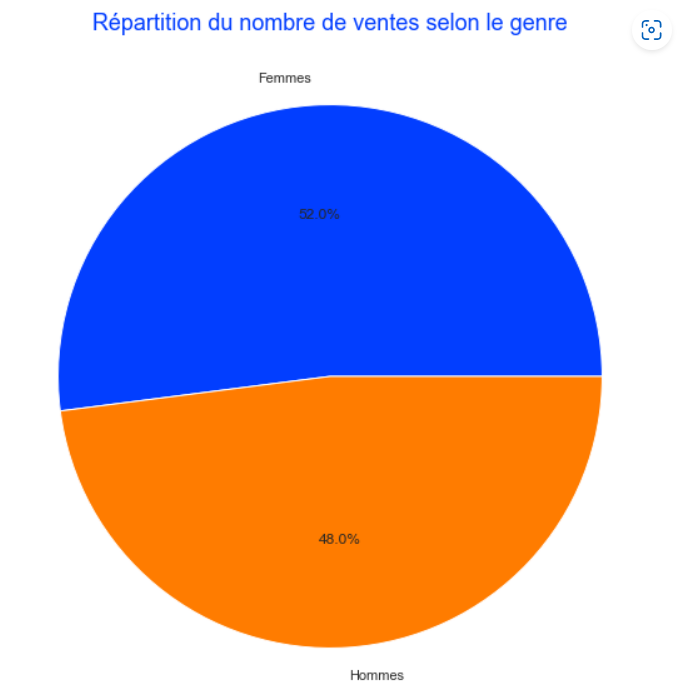 Répartition du nombre de ventes selon le genre
Femmes
52.0%
48.0%
Hommes